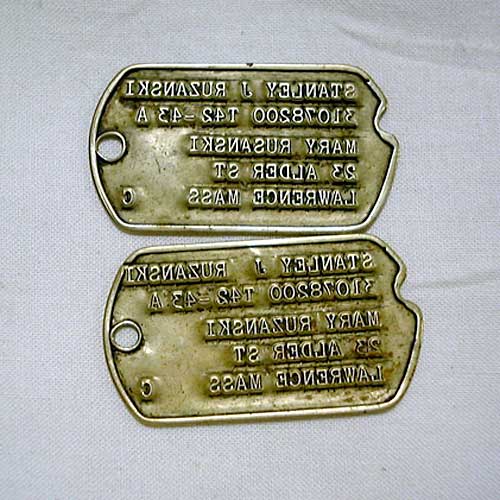 STANLEY J RUZANSKI
31078200 T42-43 A
MARY RUSANSKI
23 ALDER ST
LAWRENCE MASS C
STANLEY J RUZANSKI
31078200 T42-43 A
MARY RUZANSKI
23 ALDER ST
LAWRENCE MASS C